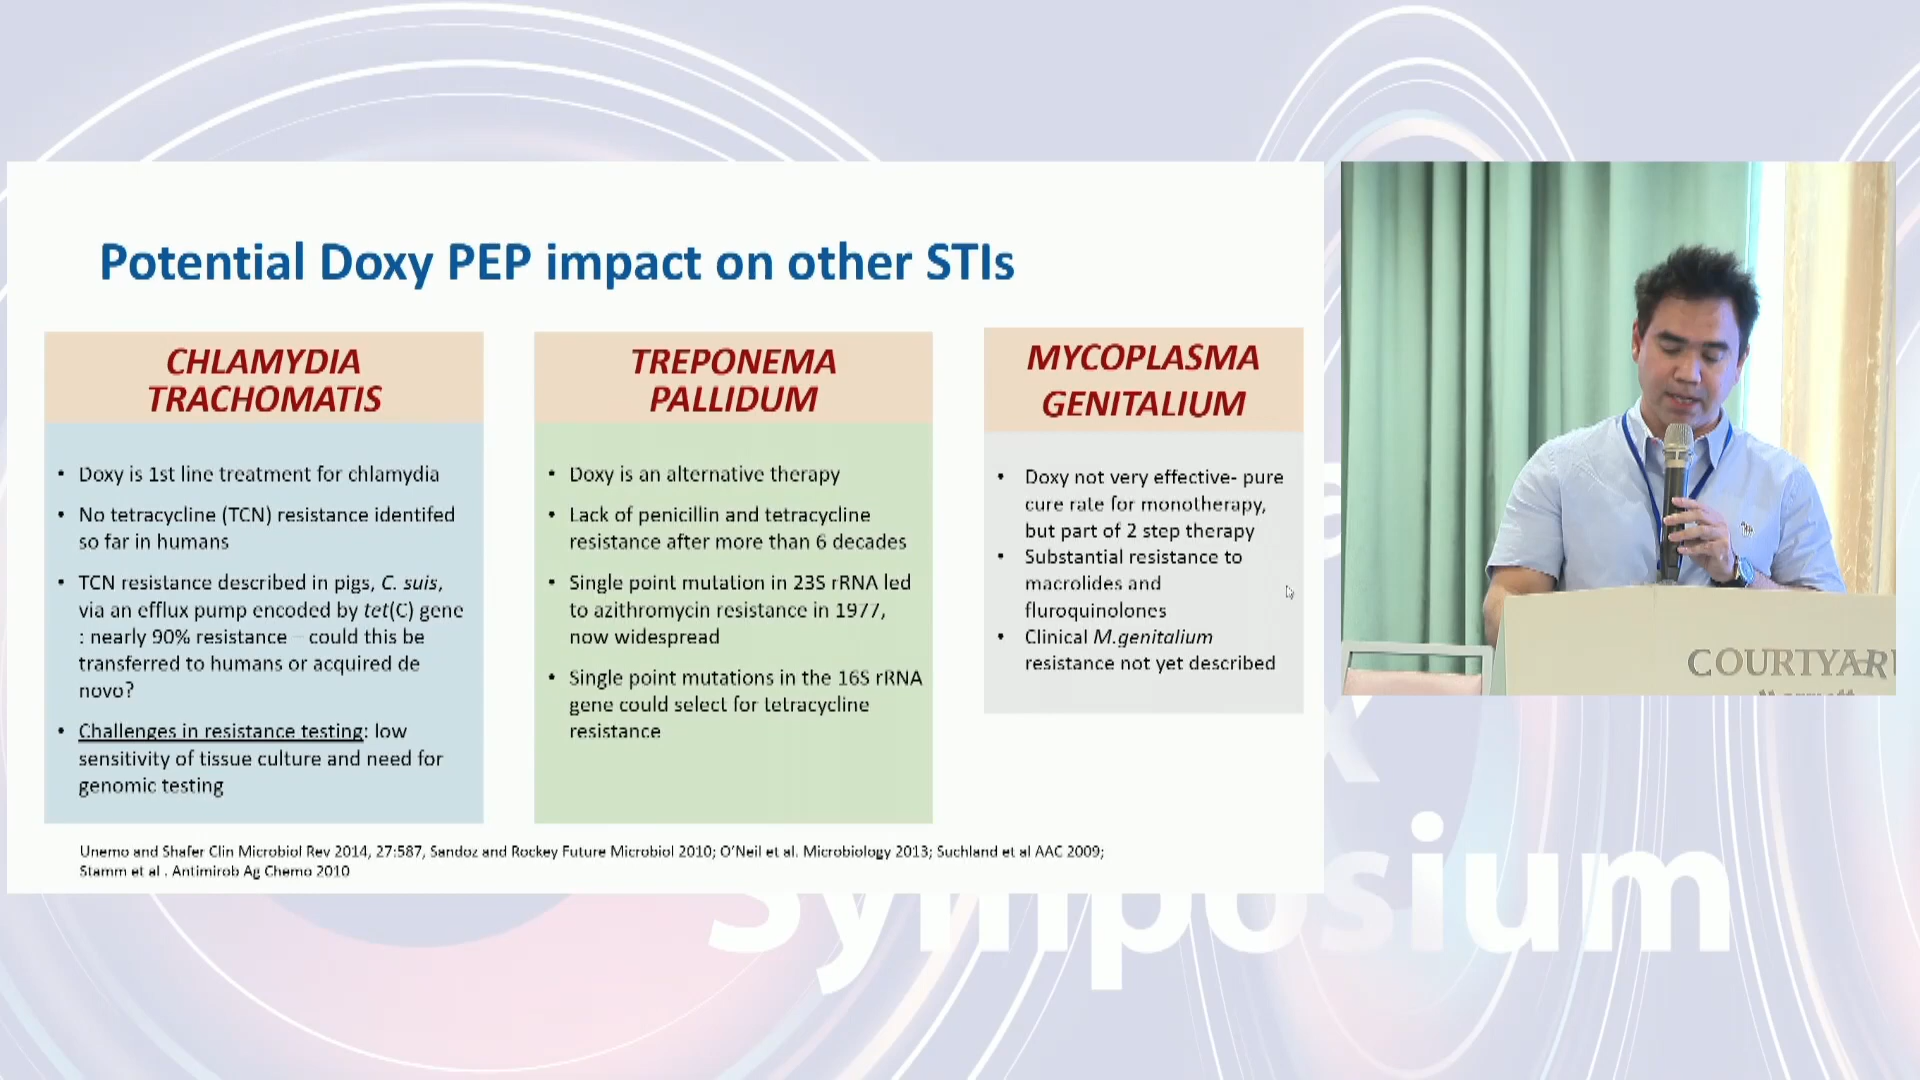 Potential Doxy PEP impact on other STIs
CHLAMYDIA
TRACHOMATIS
• Doxy is 1st line treatment for chlamydia
• No tetracycline (TCN) resistance identifed
so far in humans
• TCN resistance described in pigs, C. suis,
via an efflux pump encoded by tet(C) gene
: nearly 90% resistance – could this be
transferred to humans or acquired de
novo?
• Challenges in resistance testing: low
sensitivity of tissue culture and need for
genomic testing
TREPONEMA
PALLIDUM
• Doxy is an alternative therapy
• Lack of penicillin and tetracycline
resistance after more than 6 decades
• Single point mutation in 23S rRNA led
to azithromycin resistance in 1977,
now widespread
• Single point mutations in the 16S rRNA
gene could select for tetracycline
resistance
MYCOPLASMA
GENITALIUM
• Doxy not very effective- pure
cure rate for monotherapy,
but part of 2 step therapy
• Substantial resistance to
macrolides and
fluroquinolones
• Clinical M.genitalium
resistance not yet described
Unemo and Shafer Clin Microbiol Rev 2014, 27:587, Sandoz and Rockey Future Microbiol 2010; O'Neil et al. Microbiology 2013; Suchland et al AAC 2009;
Stamm et al . Antimirob Ag Chemo 2010
COURTYAR
Symposium